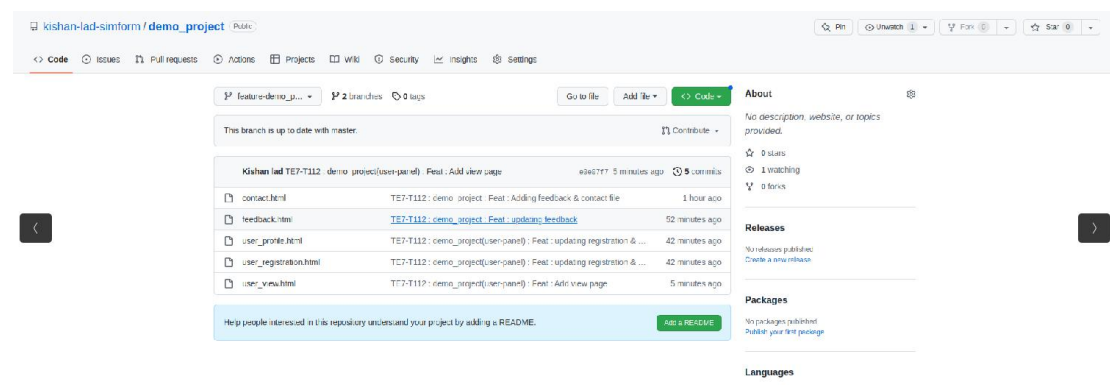 kishan-lad-simform / demo_project Public
Pin Unwatch 1 Fork 0 Star 0
<> Code Issues Pull requests Actions Projects Wiki Security Insights Settings
feature-demo_p... 2 branches 0 tags Go to file Add file <> Code
This branch is up to date with master. Contribute
Kishan lad TE7-T112 : demo_project(user-panel) : Feat : Add view page 5 minutes ago 5 commits
contact.html TE7-T112 : demo_project : Feat : Adding feedback & contact file 1 hour ago
feedback.html TE7-T112 : demo_project : Feat : updating feedback 52 minutes ago
user_profile.html TE7-T112 : demo_project(user-panel) : Feat : updating registration & ... 42 minutes ago
user_registration.html TE7-T112 : demo_project(user-panel) : Feat : updating registration & ... 42 minutes ago
user_view.html TE7-T112 : demo_project(user-panel) : Feat : Add view page 5 minutes ago
Help people interested in this repository understand your project by adding a README. Add a README
About
No description, website, or topics
provided.
0 stars
1 watching
0 forks
Releases
No releases published
Create a new release
Packages
No packages published
Publish your first package
Languages